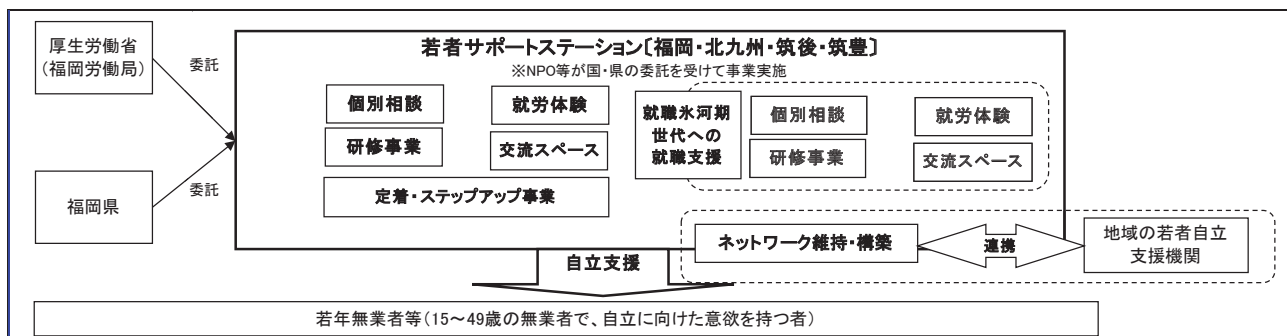 厚生労働省
(福岡労働局)
委託
福岡県
委託
若者サポートステーション〔福岡・北九州・筑後・筑豊〕
※NPO等が国・県の委託を受けて事業実施
個別相談
就労体験
研修事業
交流スペース
定着・ステップアップ事業
就職氷河期
世代への
就職支援
個別相談
就労体験
研修事業
交流スペース
ネットワーク維持・構築
連携
地域の若者自立
支援機関
自立支援
若年無業者等(15～49歳の無業者で、自立に向けた意欲を持つ者)